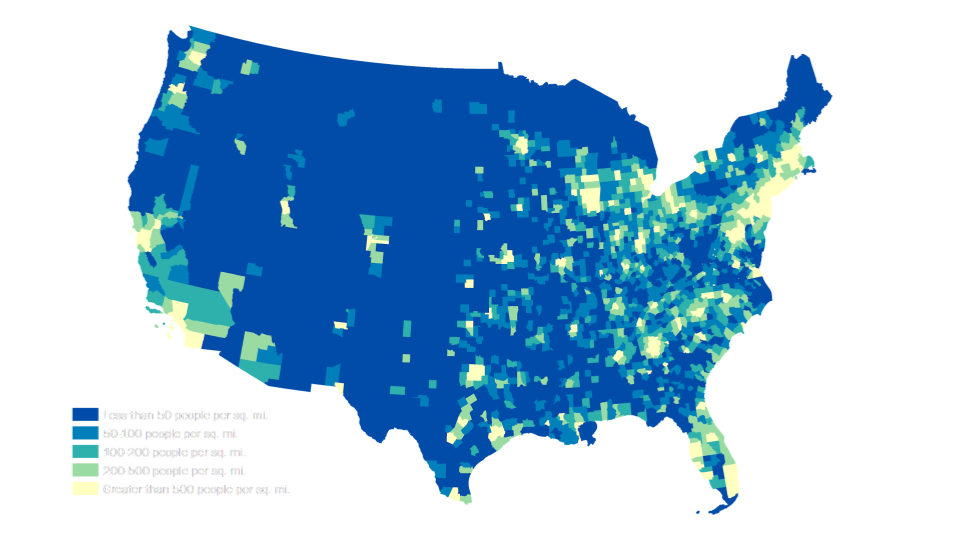 Less than 50 people per sq. mi.
50-100 people per sq. mi.
100-200 people per sq. mi.
200-500 people per sq. mi.
Greater than 500 people per sq. mi.